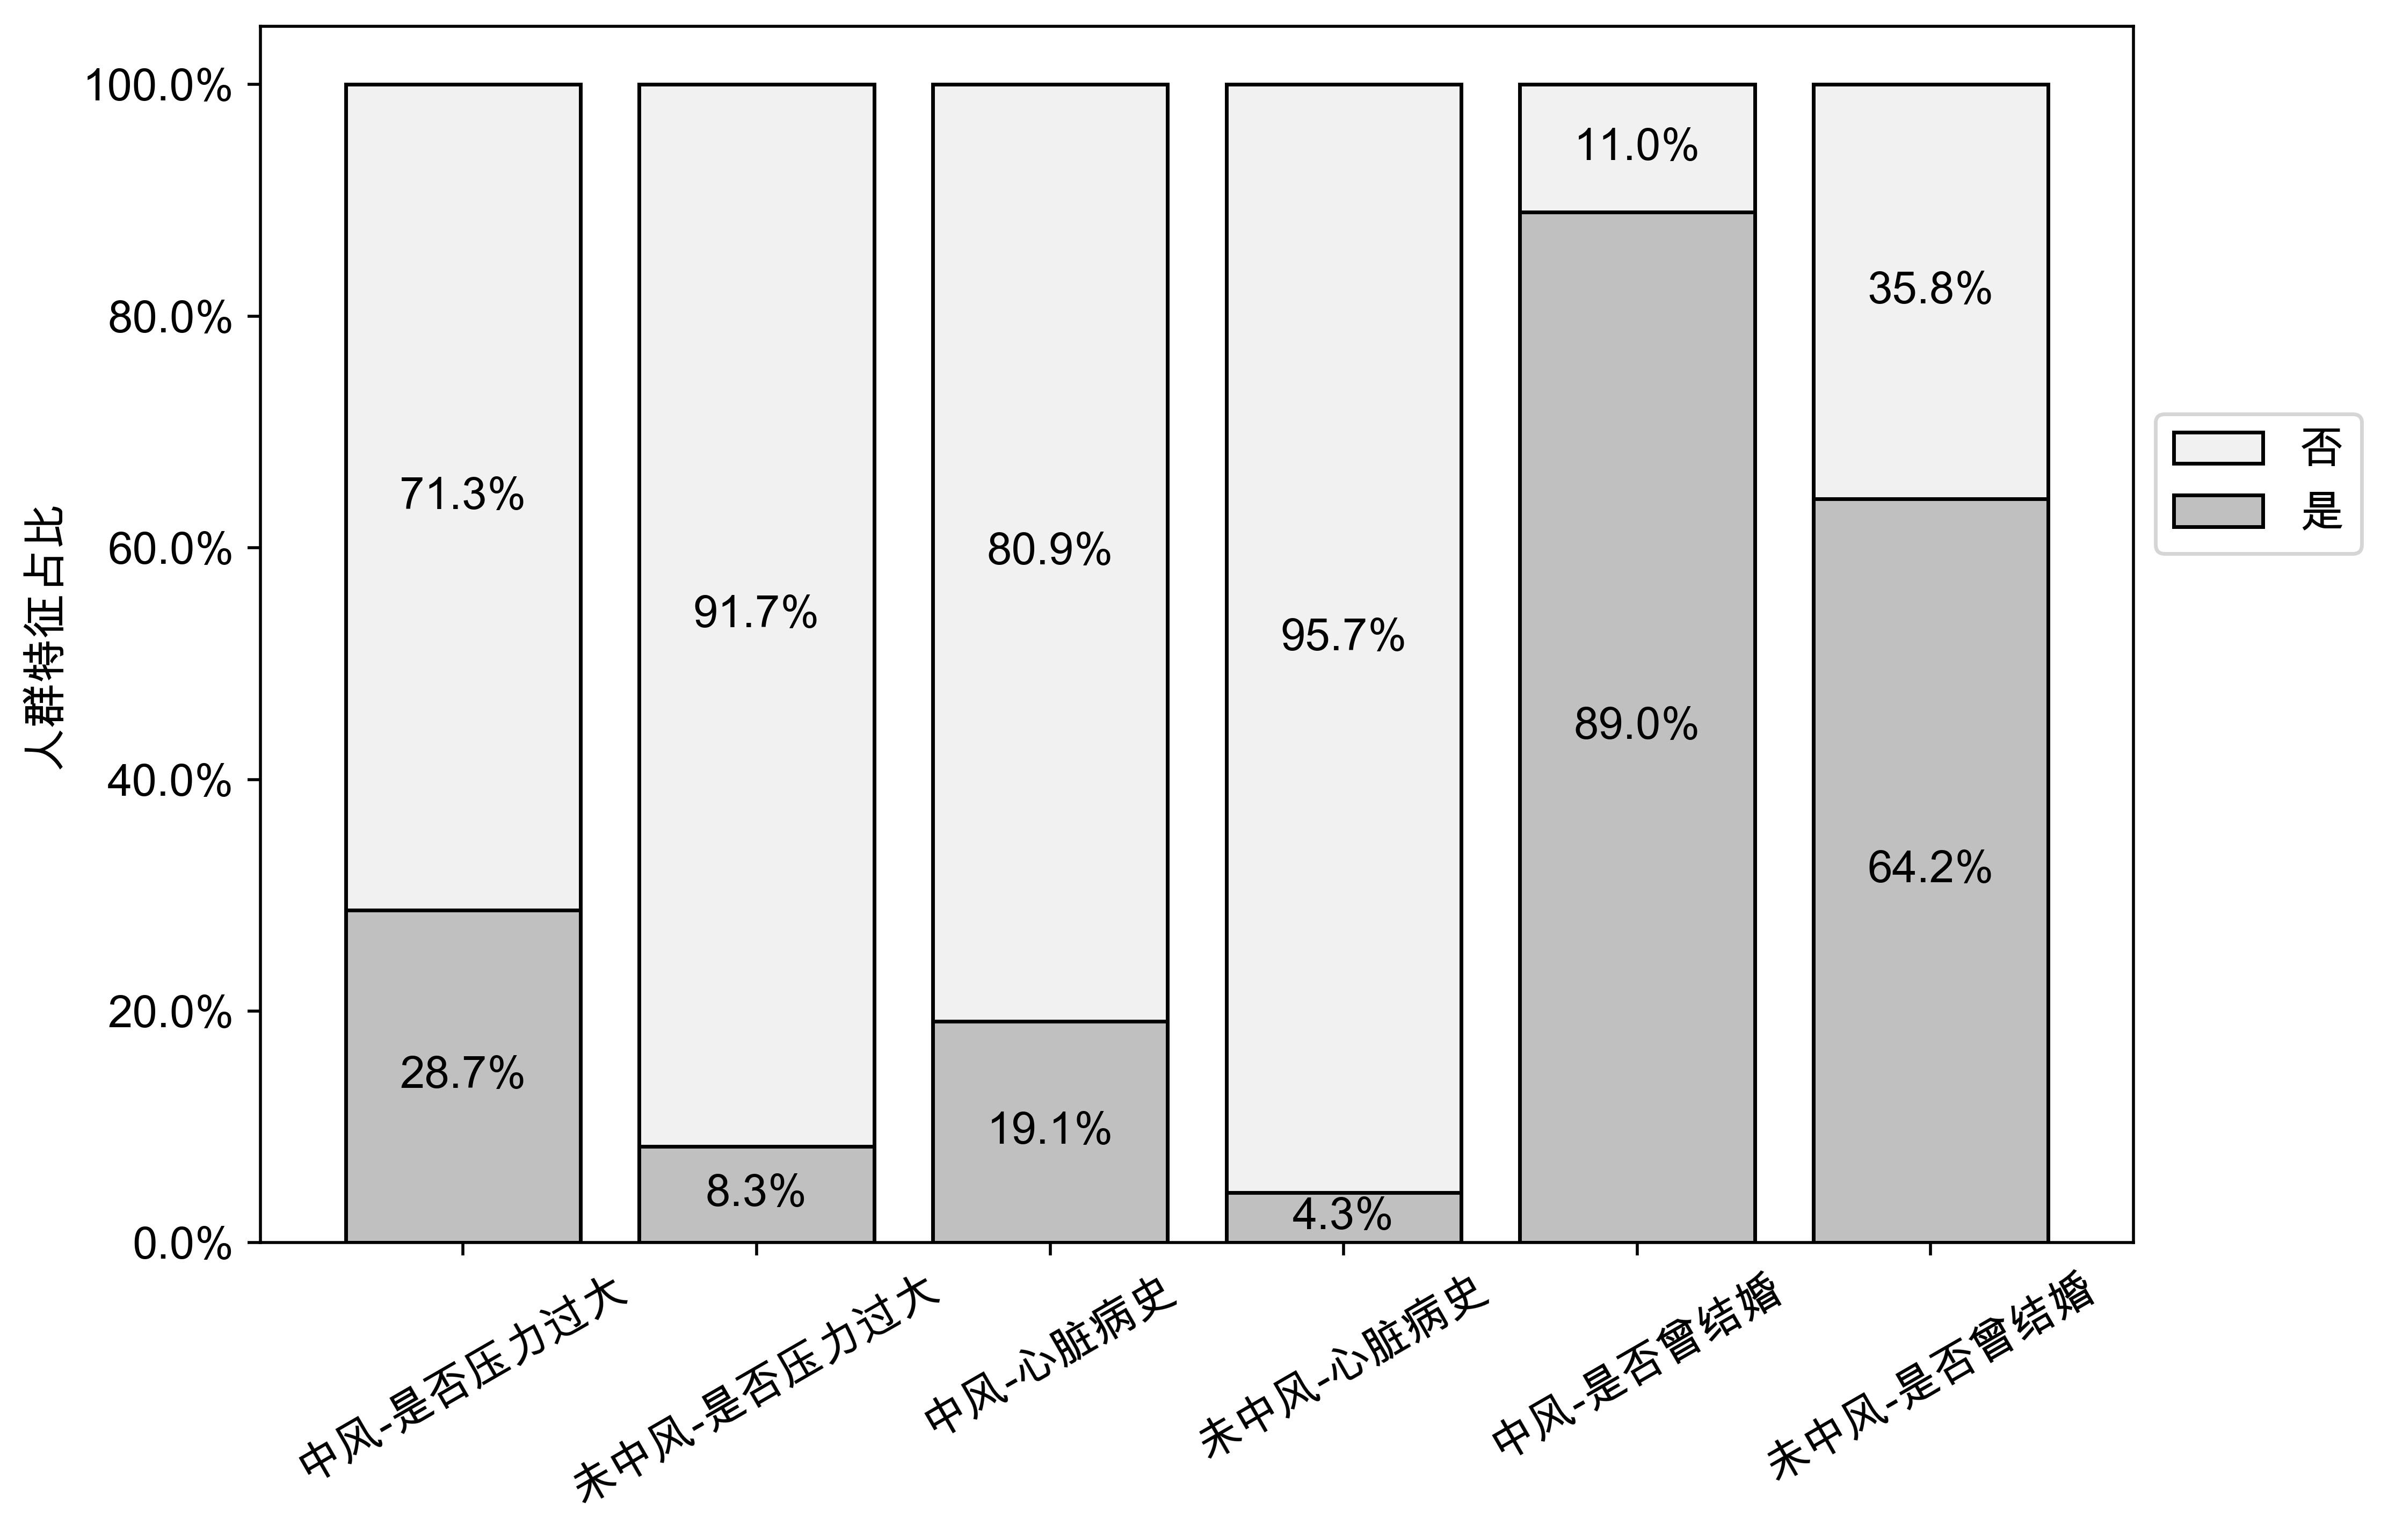 人群特征占比
100.0%
80.0%
60.0%
40.0%
20.0%
0.0%
71.3%
28.7%
91.7%
8.3%
80.9%
19.1%
95.7%
4.3%
11.0%
89.0%
35.8%
64.2%
中风-是否压力过大
未中风-是否压力过大
中风-心脏病史
未中风-心脏病史
中风-是否曾结婚
未中风-是否曾结婚
否
是